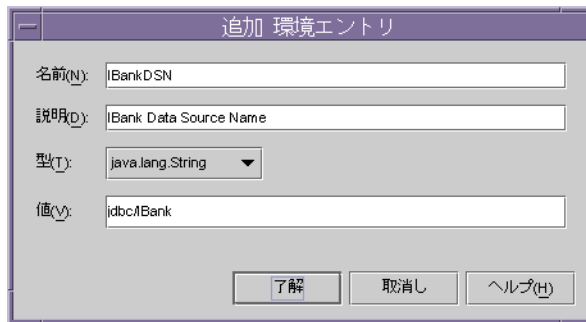 追加 環境エントリ
名前(N): IBankDSN
説明(D): IBank Data Source Name
型(T): java.lang.String
値(V): jdbc/IBank
了解 取消し ヘルプ(H)